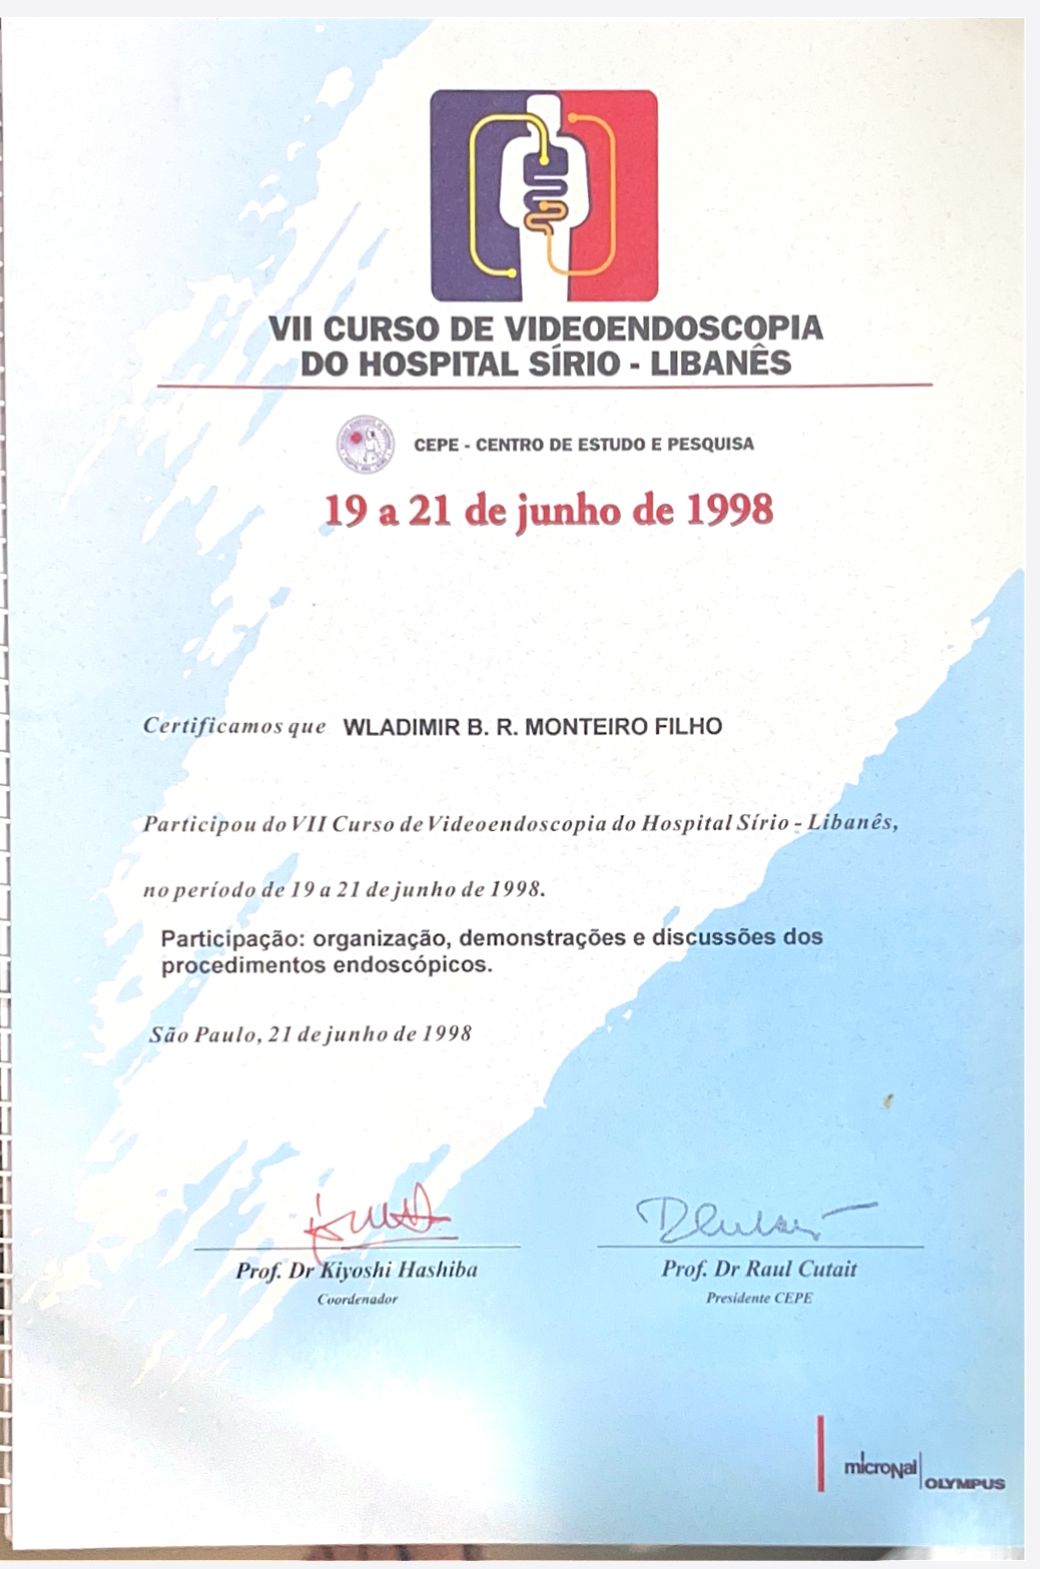 VII CURSO DE VIDEOENDOSCOPIA
DO HOSPITAL SÍRIO - LIBANÊS
CEPE - CENTRO DE ESTUDO E PESQUISA
19 a 21 de junho de 1998
Certificamos que WLADIMIR B. R. MONTEIRO FILHO
Participou do VII Curso de Videoendoscopia do Hospital Sírio - Libanês,
no período de 19 a 21 de junho de 1998.
Participação: organização, demonstrações e discussões dos
procedimentos endoscópicos.
São Paulo, 21 de junho de 1998
Prof. Dr Kiyoshi Hashiba
Coordenador
Prof. Dr Raul Cutait
Presidente CEPE
micronal
OLYMPUS